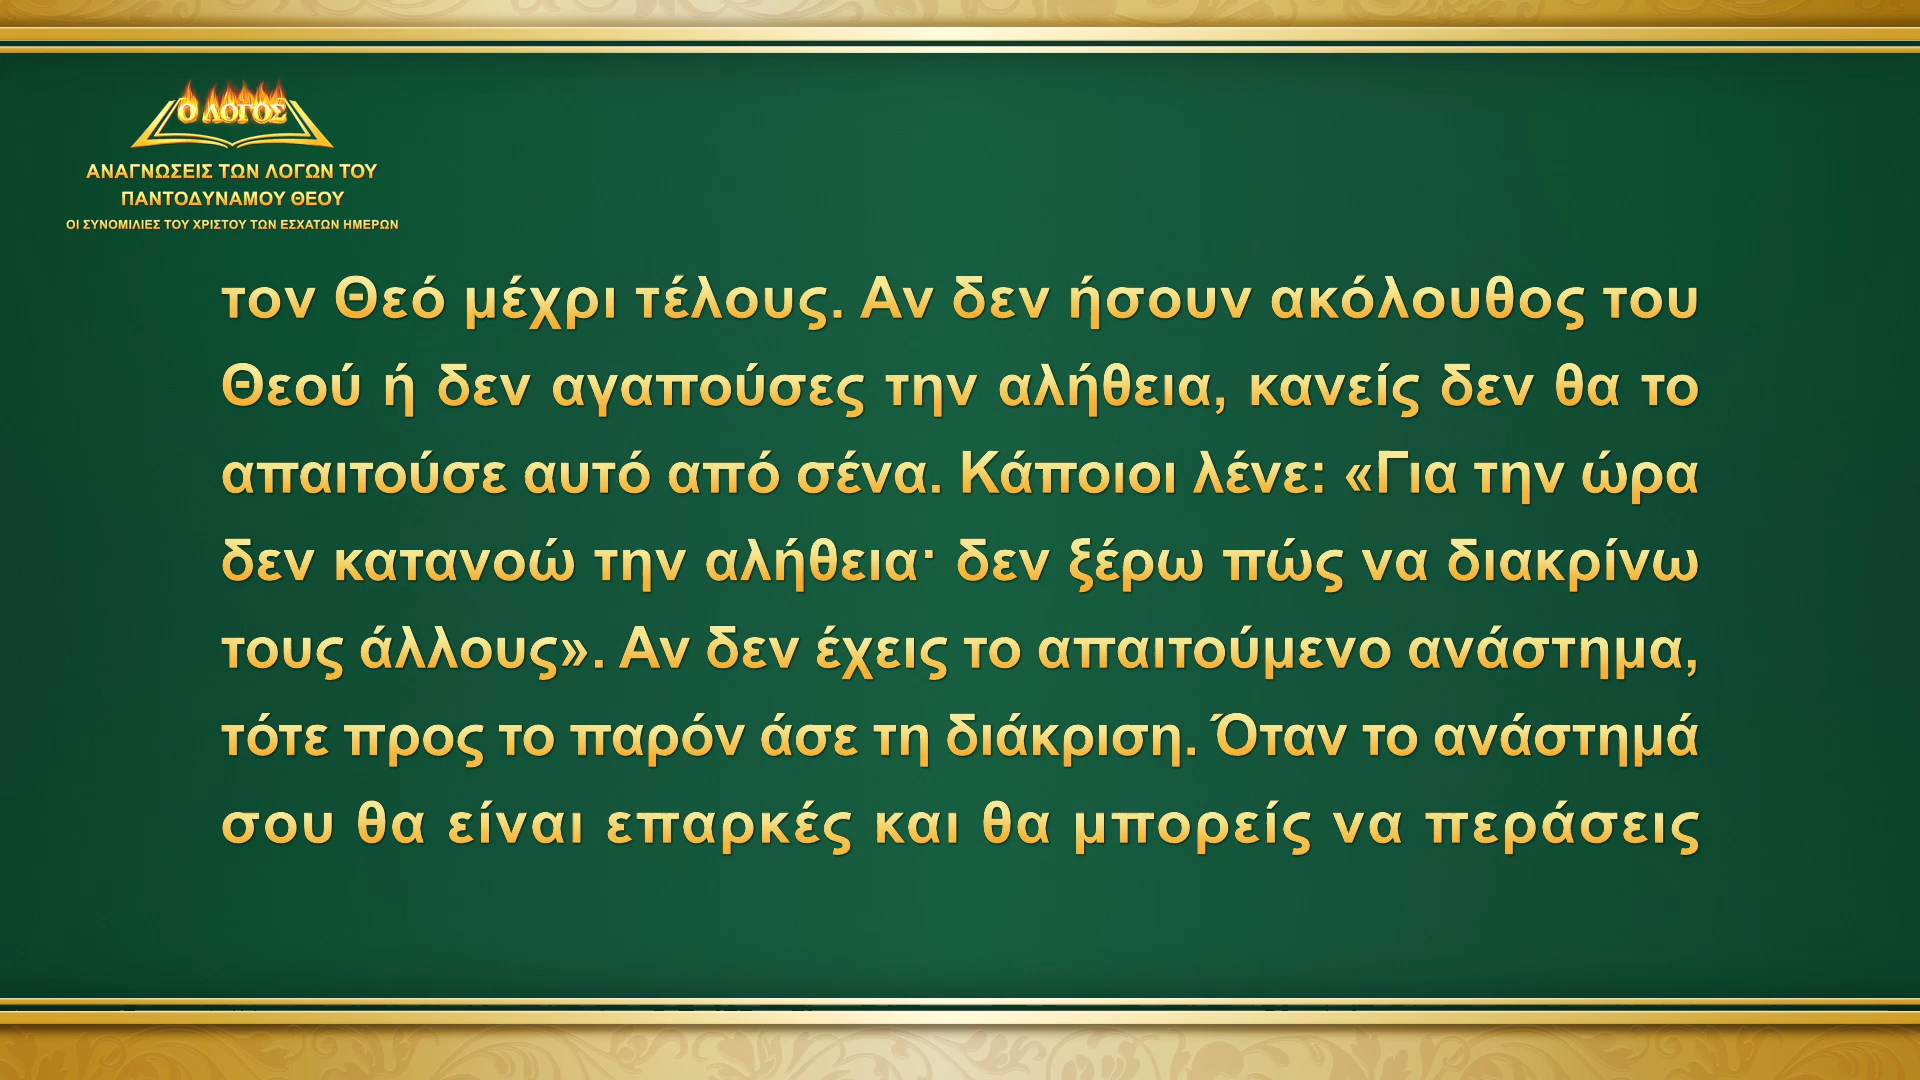 Ο ΛΟΓΟΣ
ΑΝΑΓΝΩΣΕΙΣ ΤΩΝ ΛΟΓΩΝ ΤΟΥ
ΠΑΝΤΟΔΥΝΑΜΟΥ ΘΕΟΥ
ΟΙ ΣΥΝΟΜΙΛΙΕΣ ΤΟΥ ΧΡΙΣΤΟΥ ΤΩΝ ΕΣΧΑΤΩΝ ΗΜΕΡΩΝ
τον Θεό μέχρι τέλους. Αν δεν ήσουν ακόλουθος του
Θεού ή δεν αγαπούσες την αλήθεια, κανείς δεν θα το
απαιτούσε αυτό από σένα. Κάποιοι λένε: «Για την ώρα
δεν κατανοώ την αλήθεια· δεν ξέρω πώς να διακρίνω
τους άλλους». Αν δεν έχεις το απαιτούμενο ανάστημα,
τότε προς το παρόν άσε τη διάκριση. Όταν το ανάστημά
σου θα είναι επαρκές και θα μπορείς να περάσεις